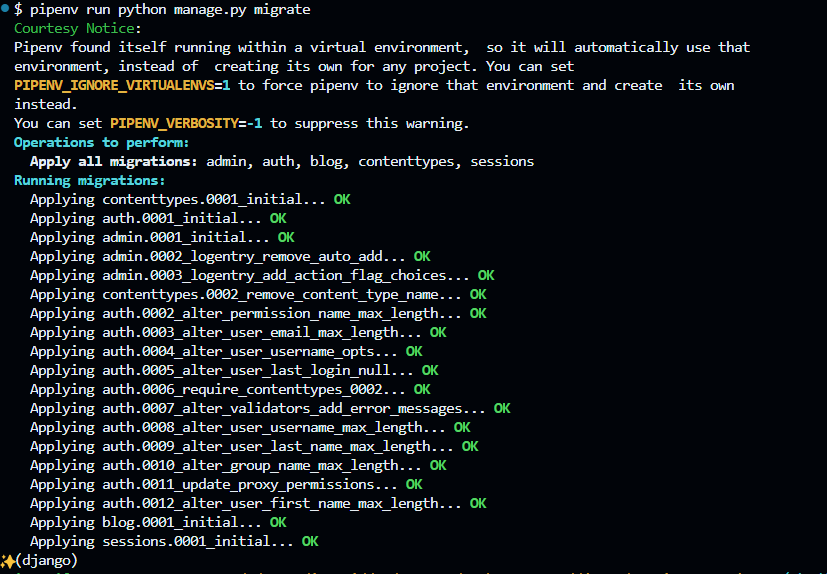 $ pipenv run python manage.py migrate
Courtesy Notice:
Pipenv found itself running within a virtual environment,  so it will automatically use that
environment, instead of  creating its own for any project. You can set
PIPENV_IGNORE_VIRTUALENVS=1 to force pipenv to ignore that environment and create  its own
instead.
You can set PIPENV_VERBOSITY=-1 to suppress this warning.
Operations to perform:
  Apply all migrations: admin, auth, blog, contenttypes, sessions
Running migrations:
  Applying contenttypes.0001_initial... OK
  Applying auth.0001_initial... OK
  Applying admin.0001_initial... OK
  Applying admin.0002_logentry_remove_auto_add... OK
  Applying admin.0003_logentry_add_action_flag_choices... OK
  Applying contenttypes.0002_remove_content_type_name... OK
  Applying auth.0002_alter_permission_name_max_length... OK
  Applying auth.0003_alter_user_email_max_length... OK
  Applying auth.0004_alter_user_username_opts... OK
  Applying auth.0005_alter_user_last_login_null... OK
  Applying auth.0006_require_contenttypes_0002... OK
  Applying auth.0007_alter_validators_add_error_messages... OK
  Applying auth.0008_alter_user_username_max_length... OK
  Applying auth.0009_alter_user_last_name_max_length... OK
  Applying auth.0010_alter_group_name_max_length... OK
  Applying auth.0011_update_proxy_permissions... OK
  Applying auth.0012_alter_user_first_name_max_length... OK
  Applying blog.0001_initial... OK
  Applying sessions.0001_initial... OK
(django)